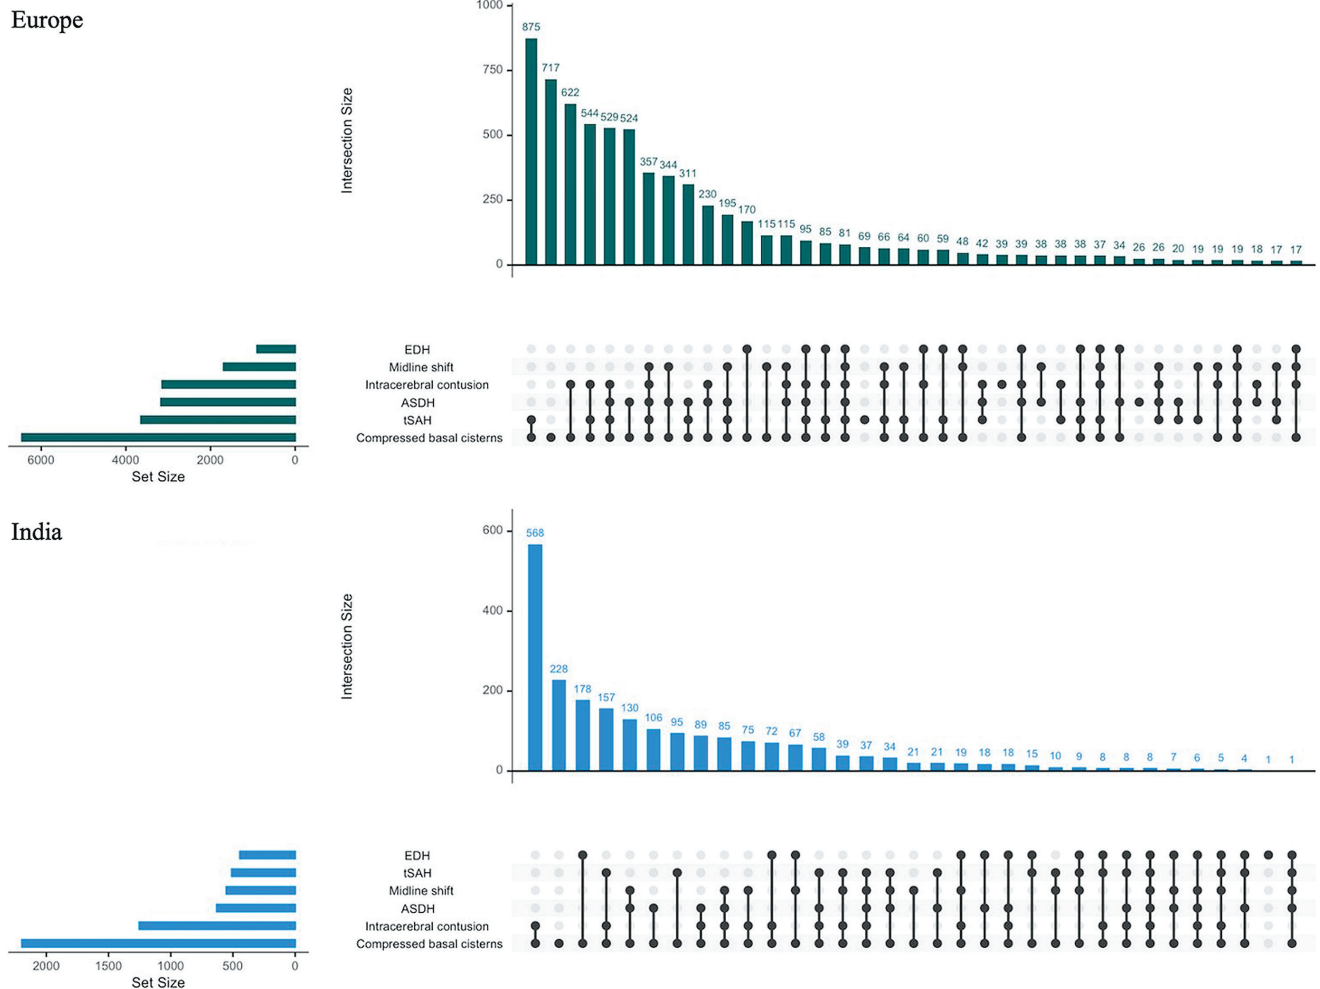 Europe
1000
750
500
250
0
Intersection Size
875 717 622 544 529 524 357 344 311 230 195 170 115 115 95 85 81 69 66 64 60 59 48 42 39 39 38 38 38 37 34 26 26 20 19 19 19 18 17 17
EDH
Midline shift
Intracerebral contusion
ASDH
tSAH
Compressed basal cisterns
6000 4000 2000 0
Set Size
India
600
400
200
0
Intersection Size
568 228 178 157 130 106 95 89 85 75 72 67 58 39 37 34 21 21 19 18 18 15 10 9 8 8 8 7 6 5 4 1 1
EDH
tSAH
Midline shift
ASDH
Intracerebral contusion
Compressed basal cisterns
2000 1500 1000 500 0
Set Size